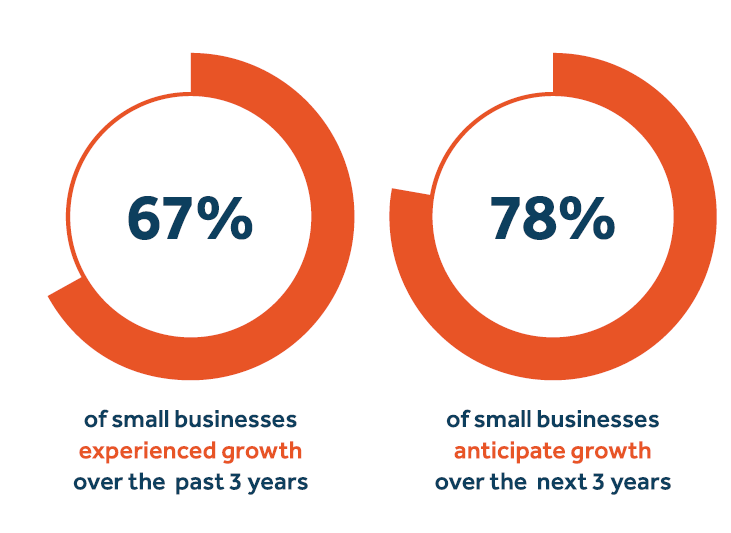 67%
of small businesses
experienced growth
over the past 3 years
78%
of small businesses
anticipate growth
over the next 3 years